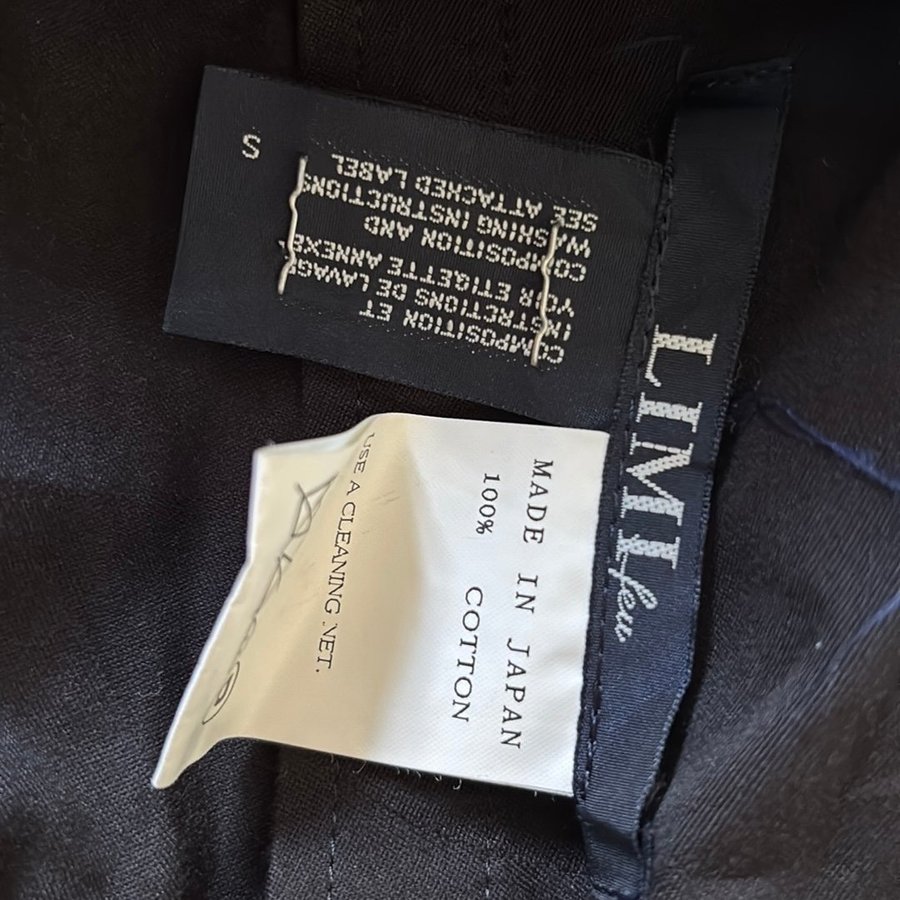 LIMI feu
MADE IN JAPAN
100% COTTON
USE A CLEANING NET.
COMPOSITION ET
INSTRUCTIONS DE LAVAGE
VOIR ETIQETTE ANNEXEE
COMPOSITION AND
WASHING INSTRUCTIONS
SEE ATTACHED LABEL
S